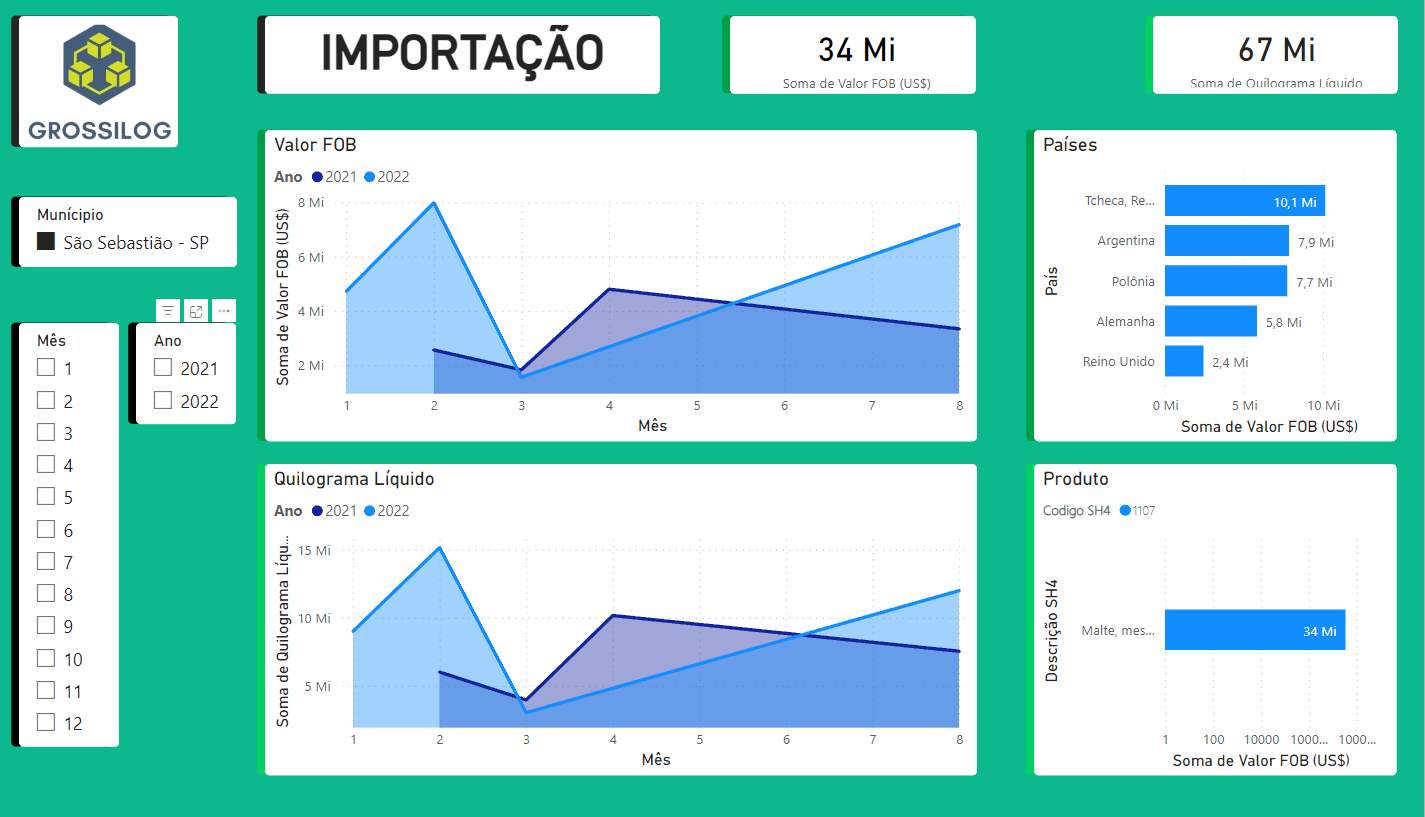 GROSSILOG
IMPORTAÇÃO
34 Mi
Soma de Valor FOB (US$)
67 Mi
Soma de Quilograma Líquido
Munícipio
São Sebastião - SP
Mês
1
2
3
4
5
6
7
8
9
10
11
12
Ano
2021
2022
Valor FOB
Ano 2021 2022
Soma de Valor FOB (US$)
8 Mi
6 Mi
4 Mi
2 Mi
1 2 3 4 5 6 7 8
Mês
Países
País
Tcheca, Re... 10,1 Mi
Argentina 7,9 Mi
Polônia 7,7 Mi
Alemanha 5,8 Mi
Reino Unido 2,4 Mi
0 Mi 5 Mi 10 Mi
Soma de Valor FOB (US$)
Quilograma Líquido
Ano 2021 2022
Soma de Quilograma Líqu...
15 Mi
10 Mi
5 Mi
1 2 3 4 5 6 7 8
Mês
Produto
Codigo SH4 1107
Descrição SH4
Malte, mes... 34 Mi
1 100 10000 1000... 1000...
Soma de Valor FOB (US$)